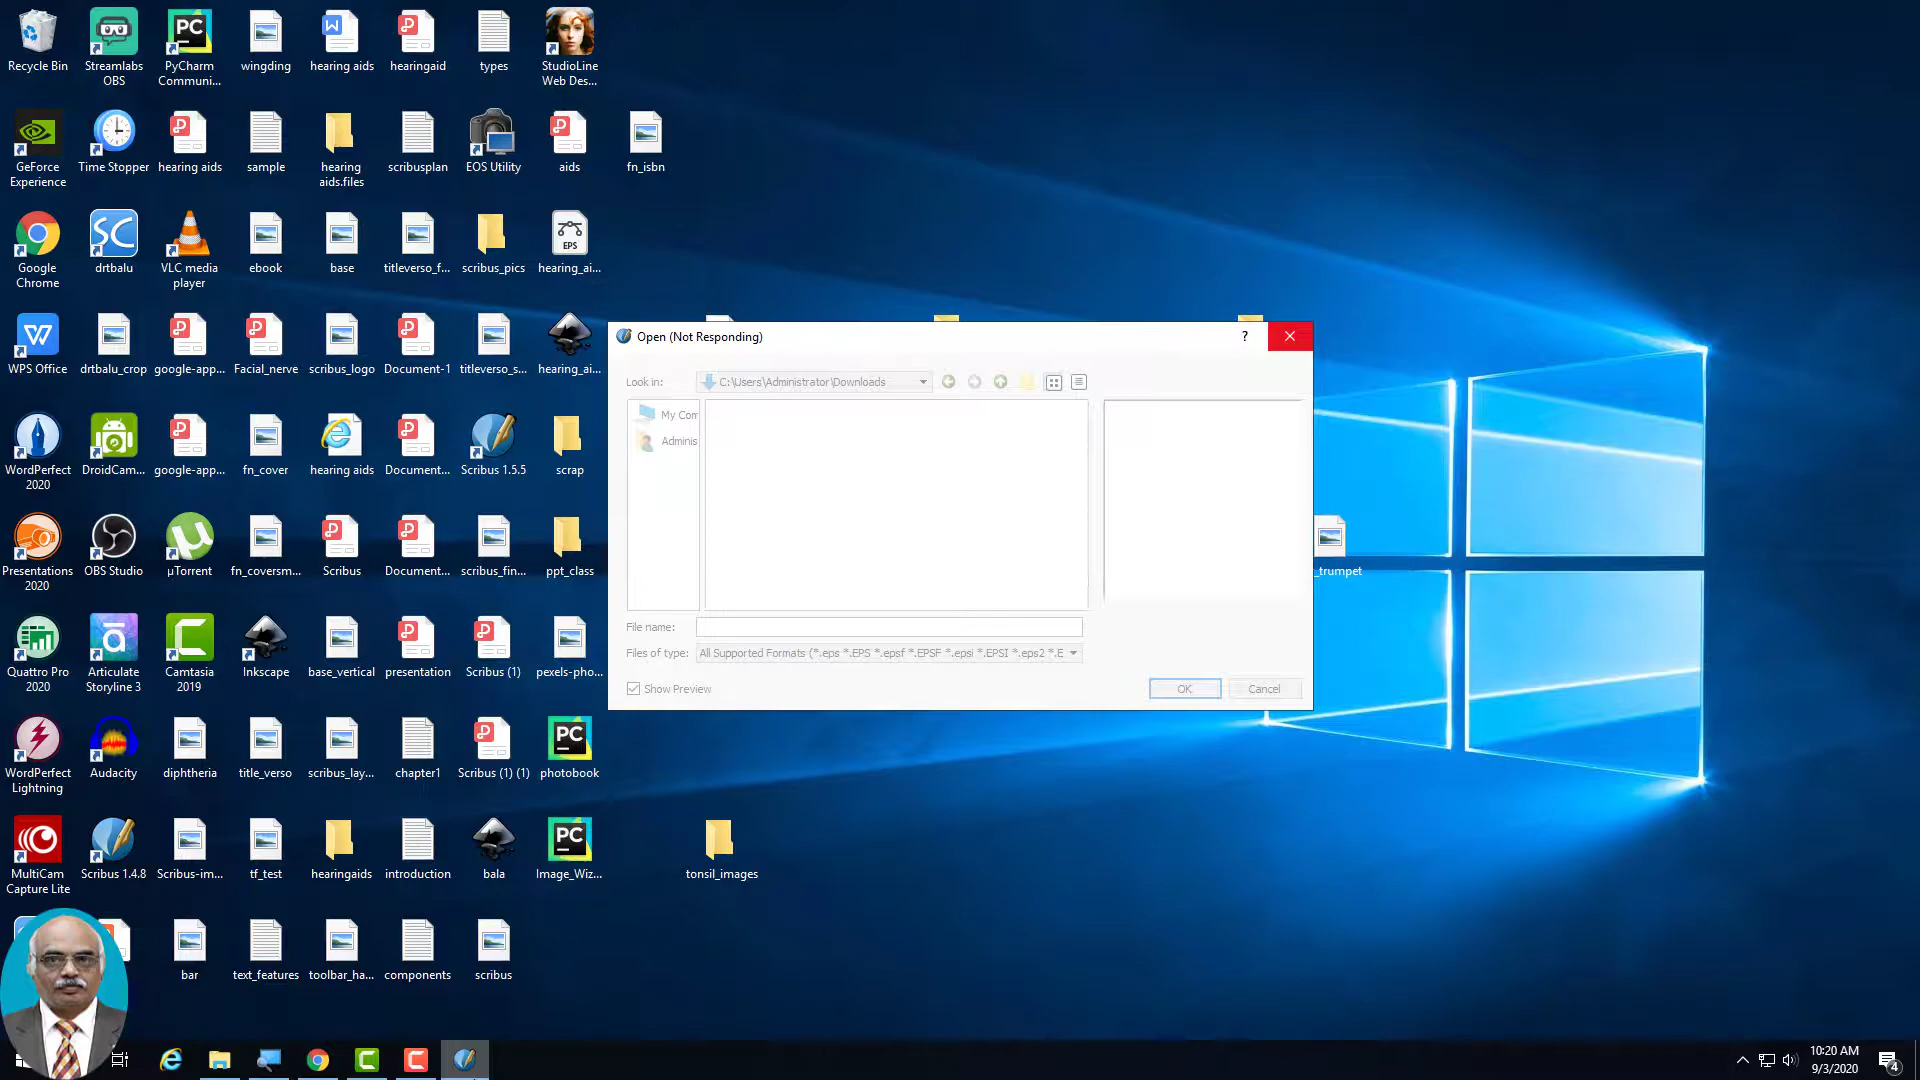 Recycle Bin
Streamlabs
OBS
PyCharm
Communi...
wingding
hearing aids
hearingaid
types
StudioLine
Web Des...
GeForce
Experience
Time Stopper
hearing aids
sample
hearing
aids.files
scribusplan
EOS Utility
aids
fn_isbn
Google
Chrome
drtbalu
VLC media
player
ebook
base
titleverso_f...
scribus_pics
EPS
hearing_ai...
WPS Office
drtbalu_crop
google-app...
Facial_nerve
scribus_logo
Document-1
titleverso_s...
hearing_ai...
WordPerfect
2020
DroidCam...
google-app...
fn_cover
hearing aids
Document...
Scribus 1.5.5
scrap
Presentations
2020
OBS Studio
µTorrent
fn_coversm...
Scribus
Document...
scribus_fin...
ppt_class
_trumpet
Quattro Pro
2020
Articulate
Storyline 3
Camtasia
2019
Inkscape
base_vertical
presentation
Scribus (1)
pexels-pho...
WordPerfect
Lightning
Audacity
diphtheria
title_verso
scribus_lay...
chapter1
Scribus (1) (1)
photobook
MultiCam
Capture Lite
Scribus 1.4.8
Scribus-im...
tf_test
hearingaids
introduction
bala
Image_Wiz...
tonsil_images
bar
text_features
toolbar_ha...
components
scribus
Open (Not Responding)
?
Look in:
C:\Users\Administrator\Downloads
My Com
Adminis
File name:
Files of type:
All Supported Formats (*.eps *.EPS *.epsf *.EPSF *.epsi *.EPSI *.eps2 *.E
Show Preview
OK
Cancel
10:20 AM
9/3/2020
4